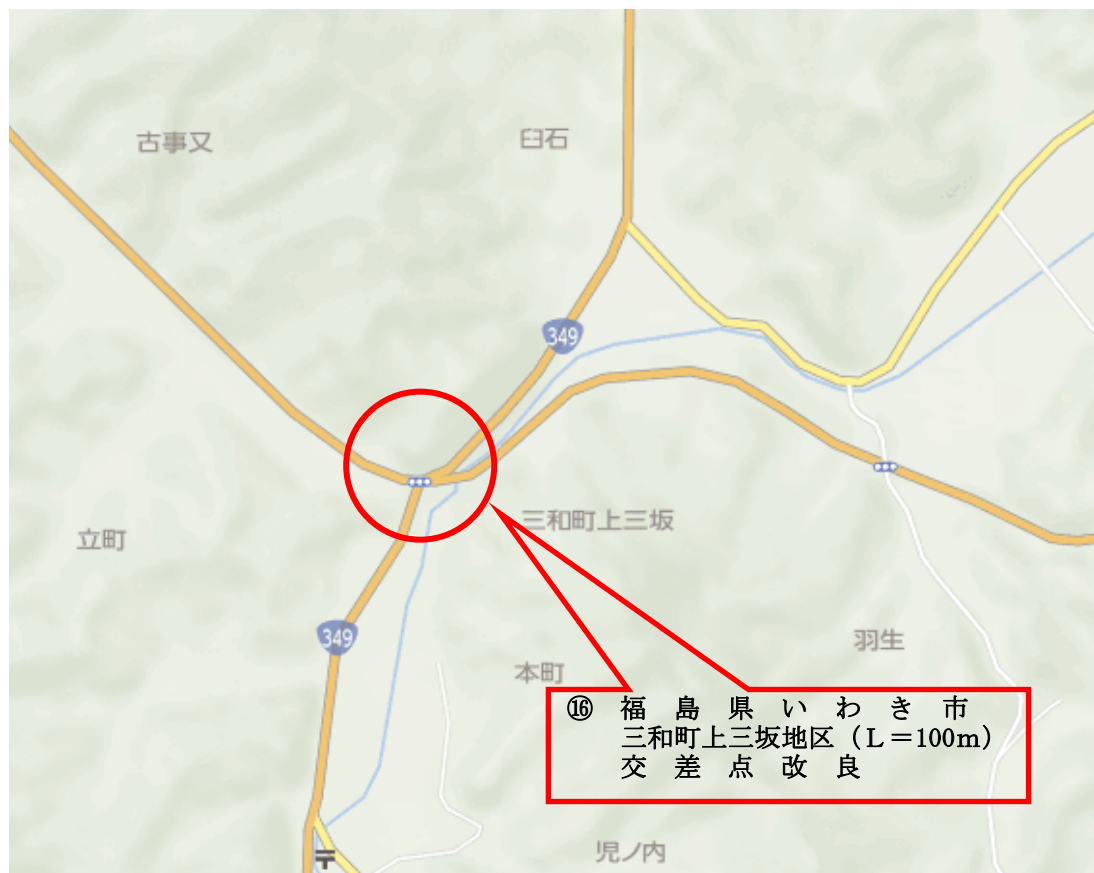 古事又
臼石
349
三和町上三坂
立町
349
羽生
本町
⑯ 福島県いわき市
三和町上三坂地区（L＝100m）
交差点改良
児ノ内
〒